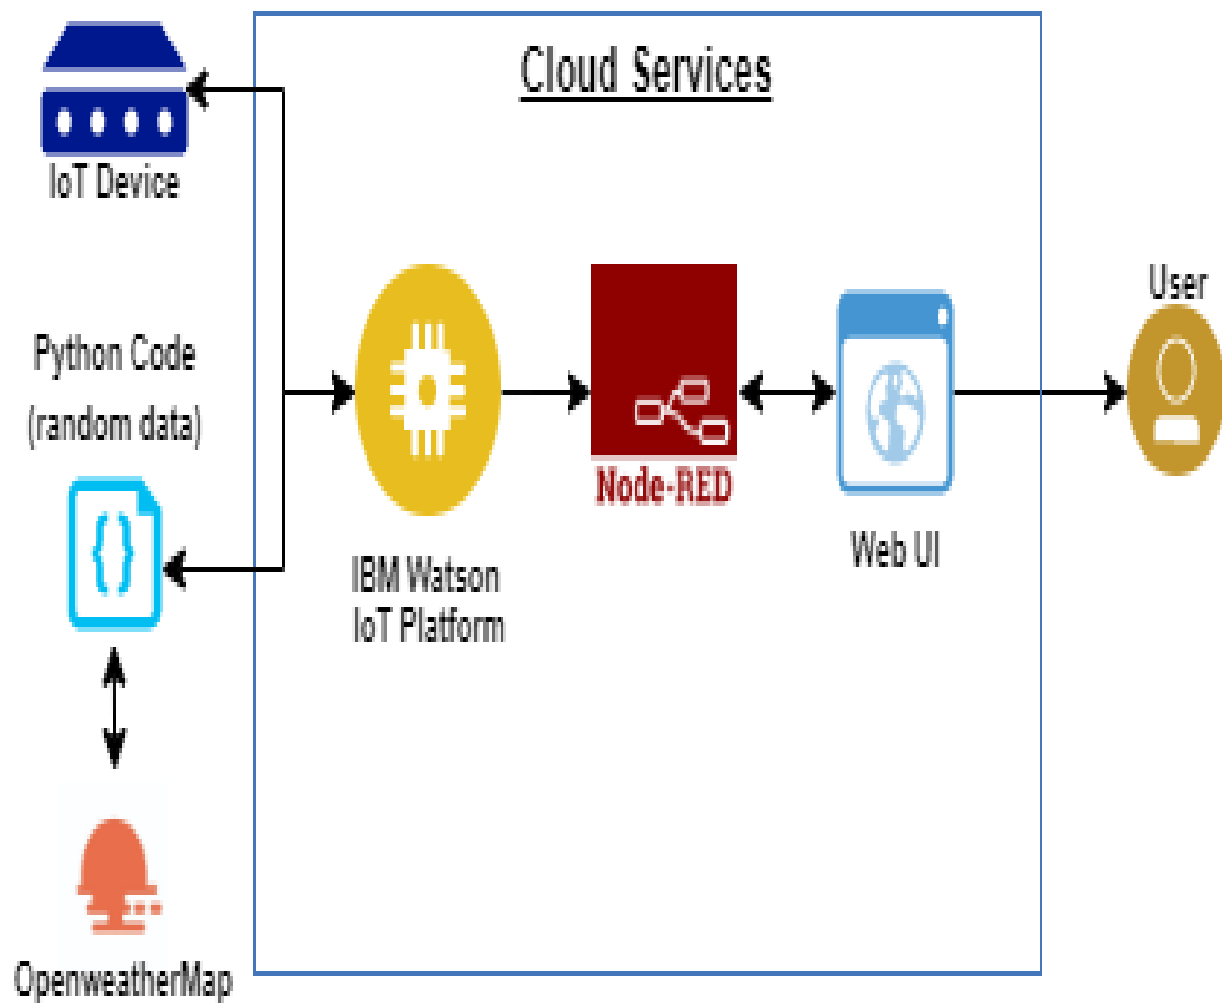 Cloud Services
IoT Device
Python Code
(random data)
User
Node-RED
Web UI
IBM Watson
IoT Platform
OpenweatherMap